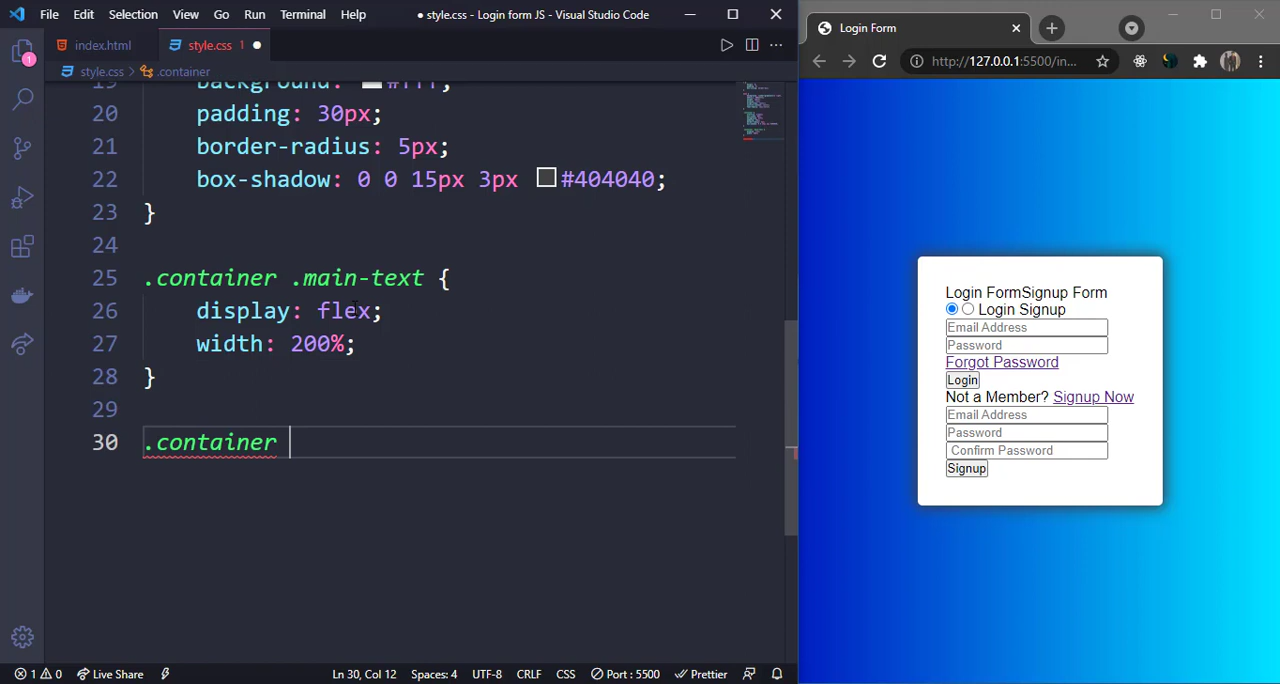 File Edit Selection View Go Run Terminal Help ● style.css - Login form JS - Visual Studio Code
index.html style.css 1 ●
style.css > .container
19 background: #fff;
20 padding: 30px;
21 border-radius: 5px;
22 box-shadow: 0 0 15px 3px #404040;
23 }
24
25 .container .main-text {
26 display: flex;
27 width: 200%;
28 }
29
30 .container
1
1 0 Live Share Ln 30, Col 12 Spaces: 4 UTF-8 CRLF CSS Port : 5500 Prettier
Login Form
http://127.0.0.1:5500/in...
Login FormSignup Form
Login Signup
Email Address
Password
Forgot Password
Login
Not a Member? Signup Now
Email Address
Password
Confirm Password
Signup